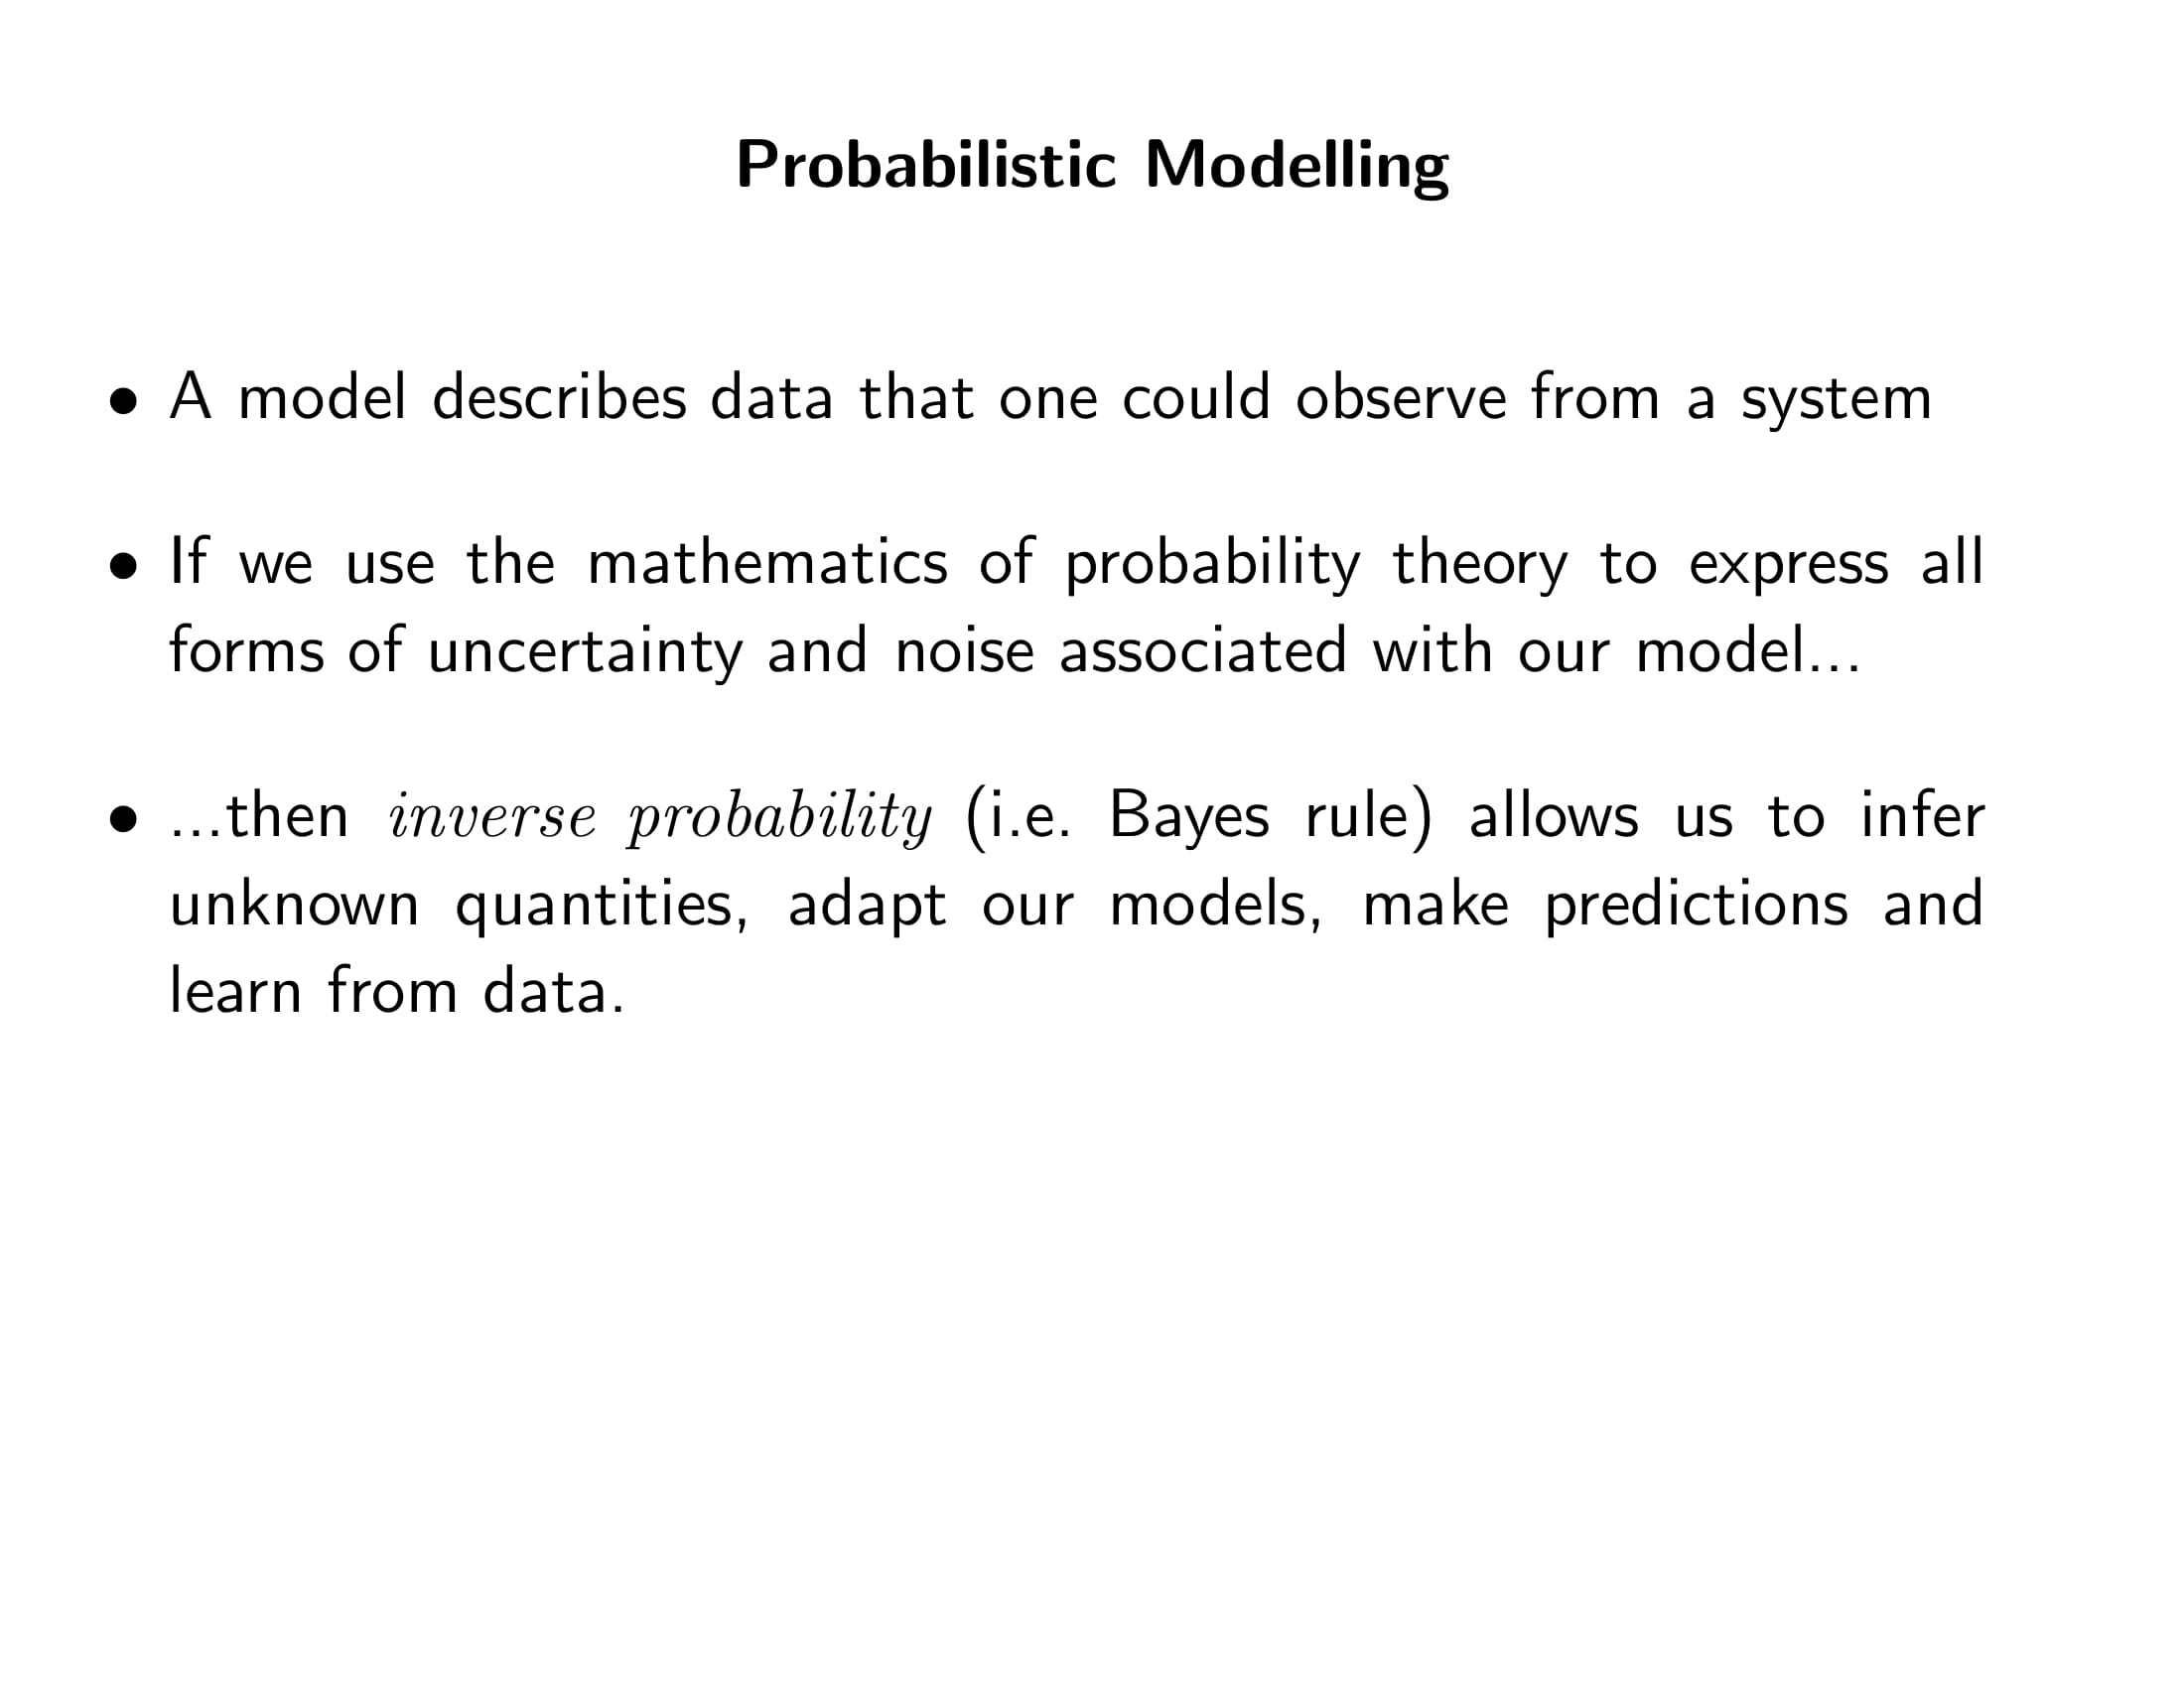 Probabilistic Modelling
• A model describes data that one could observe from a system
• If we use the mathematics of probability theory to express all
forms of uncertainty and noise associated with our model...
• ...then inverse probability (i.e. Bayes rule) allows us to infer
unknown quantities, adapt our models, make predictions and
learn from data.